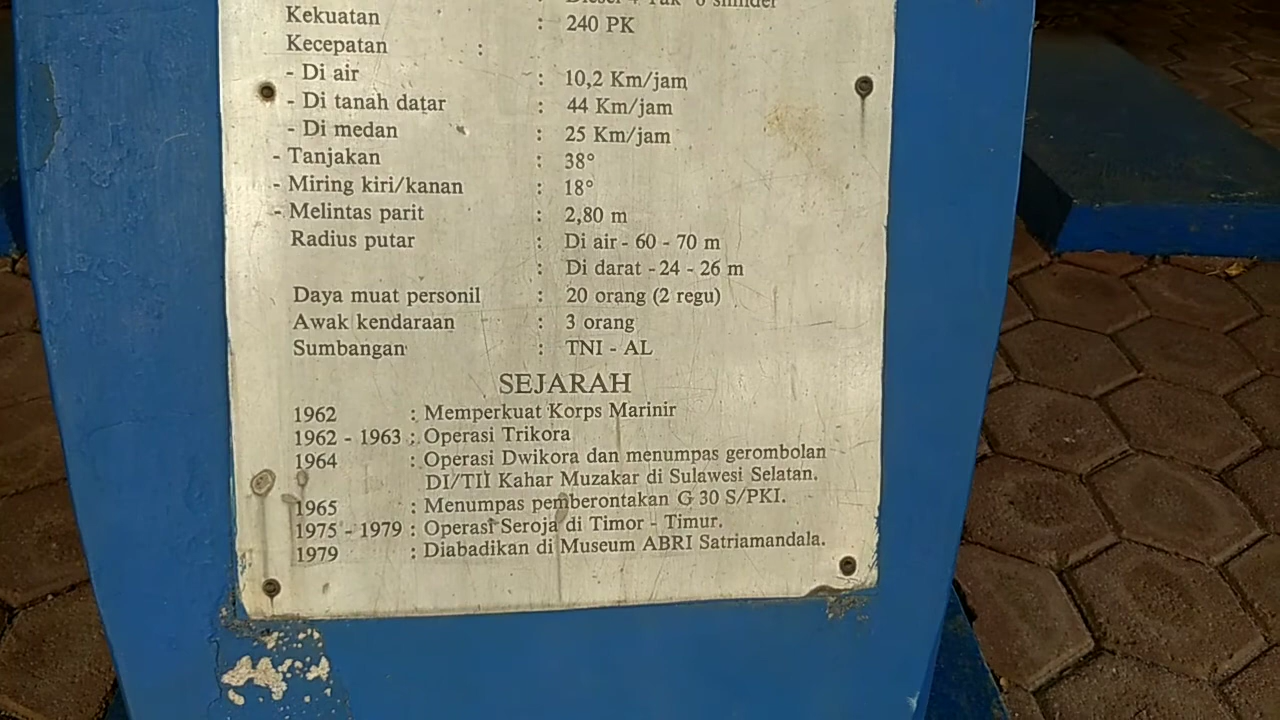 Diesel 4 Tak 6 silinder
Kekuatan : 240 PK
Kecepatan :
- Di air : 10,2 Km/jam
- Di tanah datar : 44 Km/jam
- Di medan : 25 Km/jam
- Tanjakan : 38°
- Miring kiri/kanan : 18°
- Melintas parit : 2,80 m
Radius putar : Di air - 60 - 70 m
: Di darat - 24 - 26 m
Daya muat personil : 20 orang (2 regu)
Awak kendaraan : 3 orang
Sumbangan : TNI - AL
SEJARAH
1962 : Memperkuat Korps Marinir
1962 - 1963 : Operasi Trikora
1964 : Operasi Dwikora dan menumpas gerombolan
DI/TII Kahar Muzakar di Sulawesi Selatan.
1965 : Menumpas pemberontakan G 30 S/PKI.
1975 - 1979 : Operasi Seroja di Timor - Timur.
1979 : Diabadikan di Museum ABRI Satriamandala.